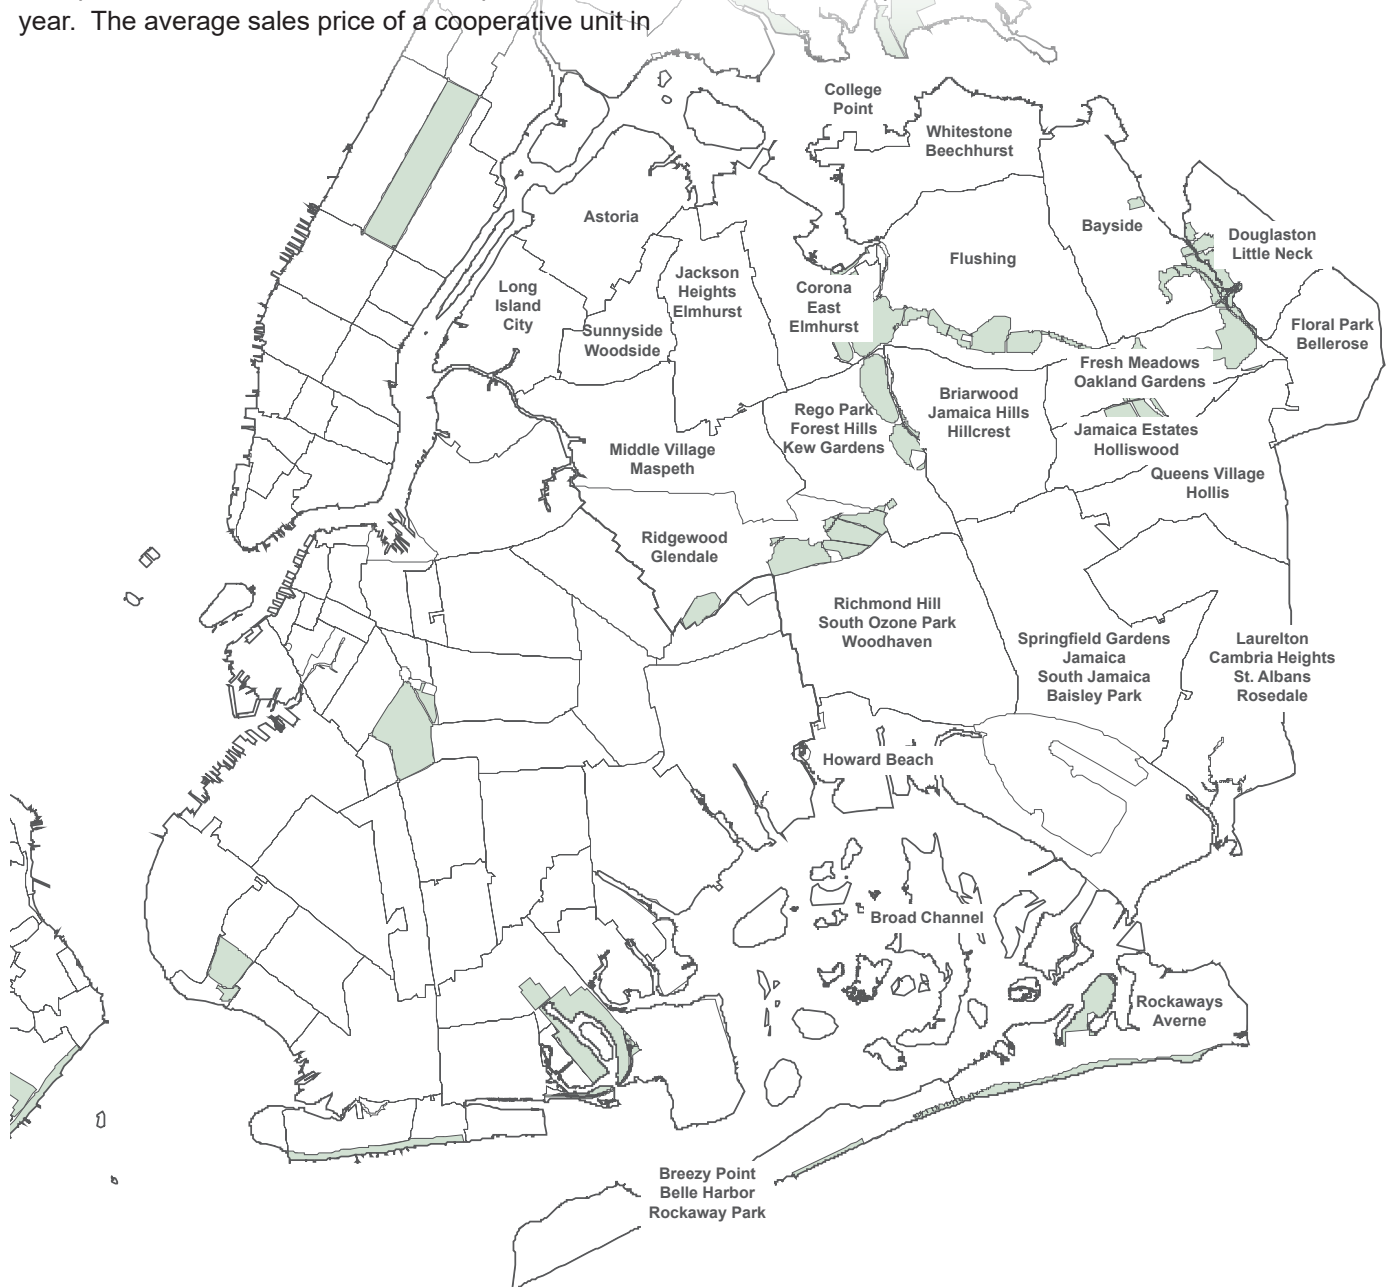 year. The average sales price of a cooperative unit in
College
Point
Whitestone
Beechhurst
Astoria
Bayside
Douglaston
Little Neck
Flushing
Jackson
Heights
Elmhurst
Long
Island
City
Corona
East
Elmhurst
Sunnyside
Woodside
Floral Park
Bellerose
Fresh Meadows
Oakland Gardens
Briarwood
Jamaica Hills
Hillcrest
Rego Park
Forest Hills
Kew Gardens
Jamaica Estates
Holliswood
Middle Village
Maspeth
Queens Village
Hollis
Ridgewood
Glendale
Richmond Hill
South Ozone Park
Woodhaven
Springfield Gardens
Jamaica
South Jamaica
Baisley Park
Laurelton
Cambria Heights
St. Albans
Rosedale
Howard Beach
Broad Channel
Rockaways
Averne
Breezy Point
Belle Harbor
Rockaway Park